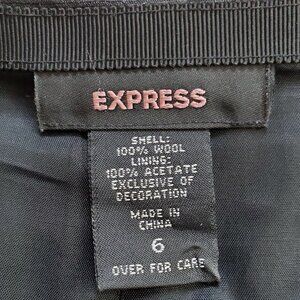 EXPRESS
SHELL:
100% WOOL
LINING:
100% ACETATE
EXCLUSIVE OF
DECORATION
MADE IN
CHINA
6
OVER FOR CARE